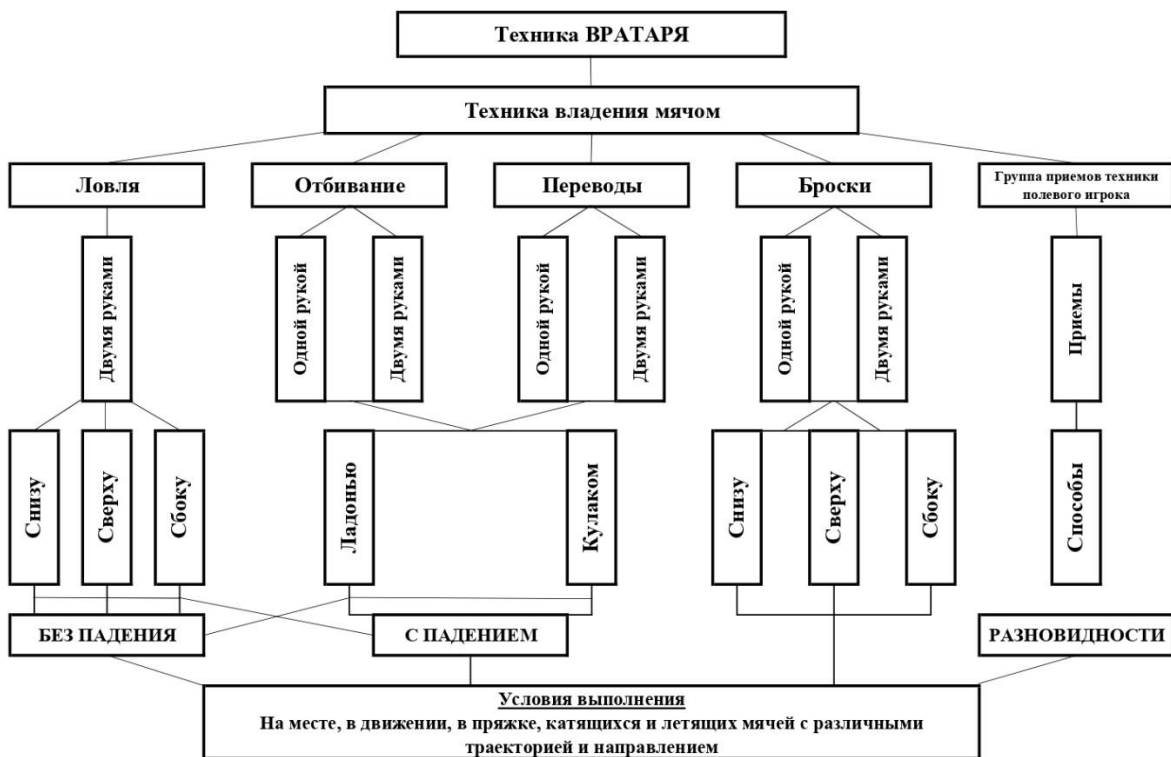 Техника ВРАТАРЯ
Техника владения мячом
Ловля
Отбивание
Переводы
Броски
Группа приемов техники
полевого игрока
Двумя руками
Одной рукой
Двумя руками
Одной рукой
Двумя руками
Одной рукой
Двумя руками
Приемы
Снизу
Сверху
Сбоку
Ладонью
Кулаком
Снизу
Сверху
Сбоку
Способы
БЕЗ ПАДЕНИЯ
С ПАДЕНИЕМ
РАЗНОВИДНОСТИ
Условия выполнения
На месте, в движении, в пряжке, катящихся и летящих мячей с различными
траекторией и направлением